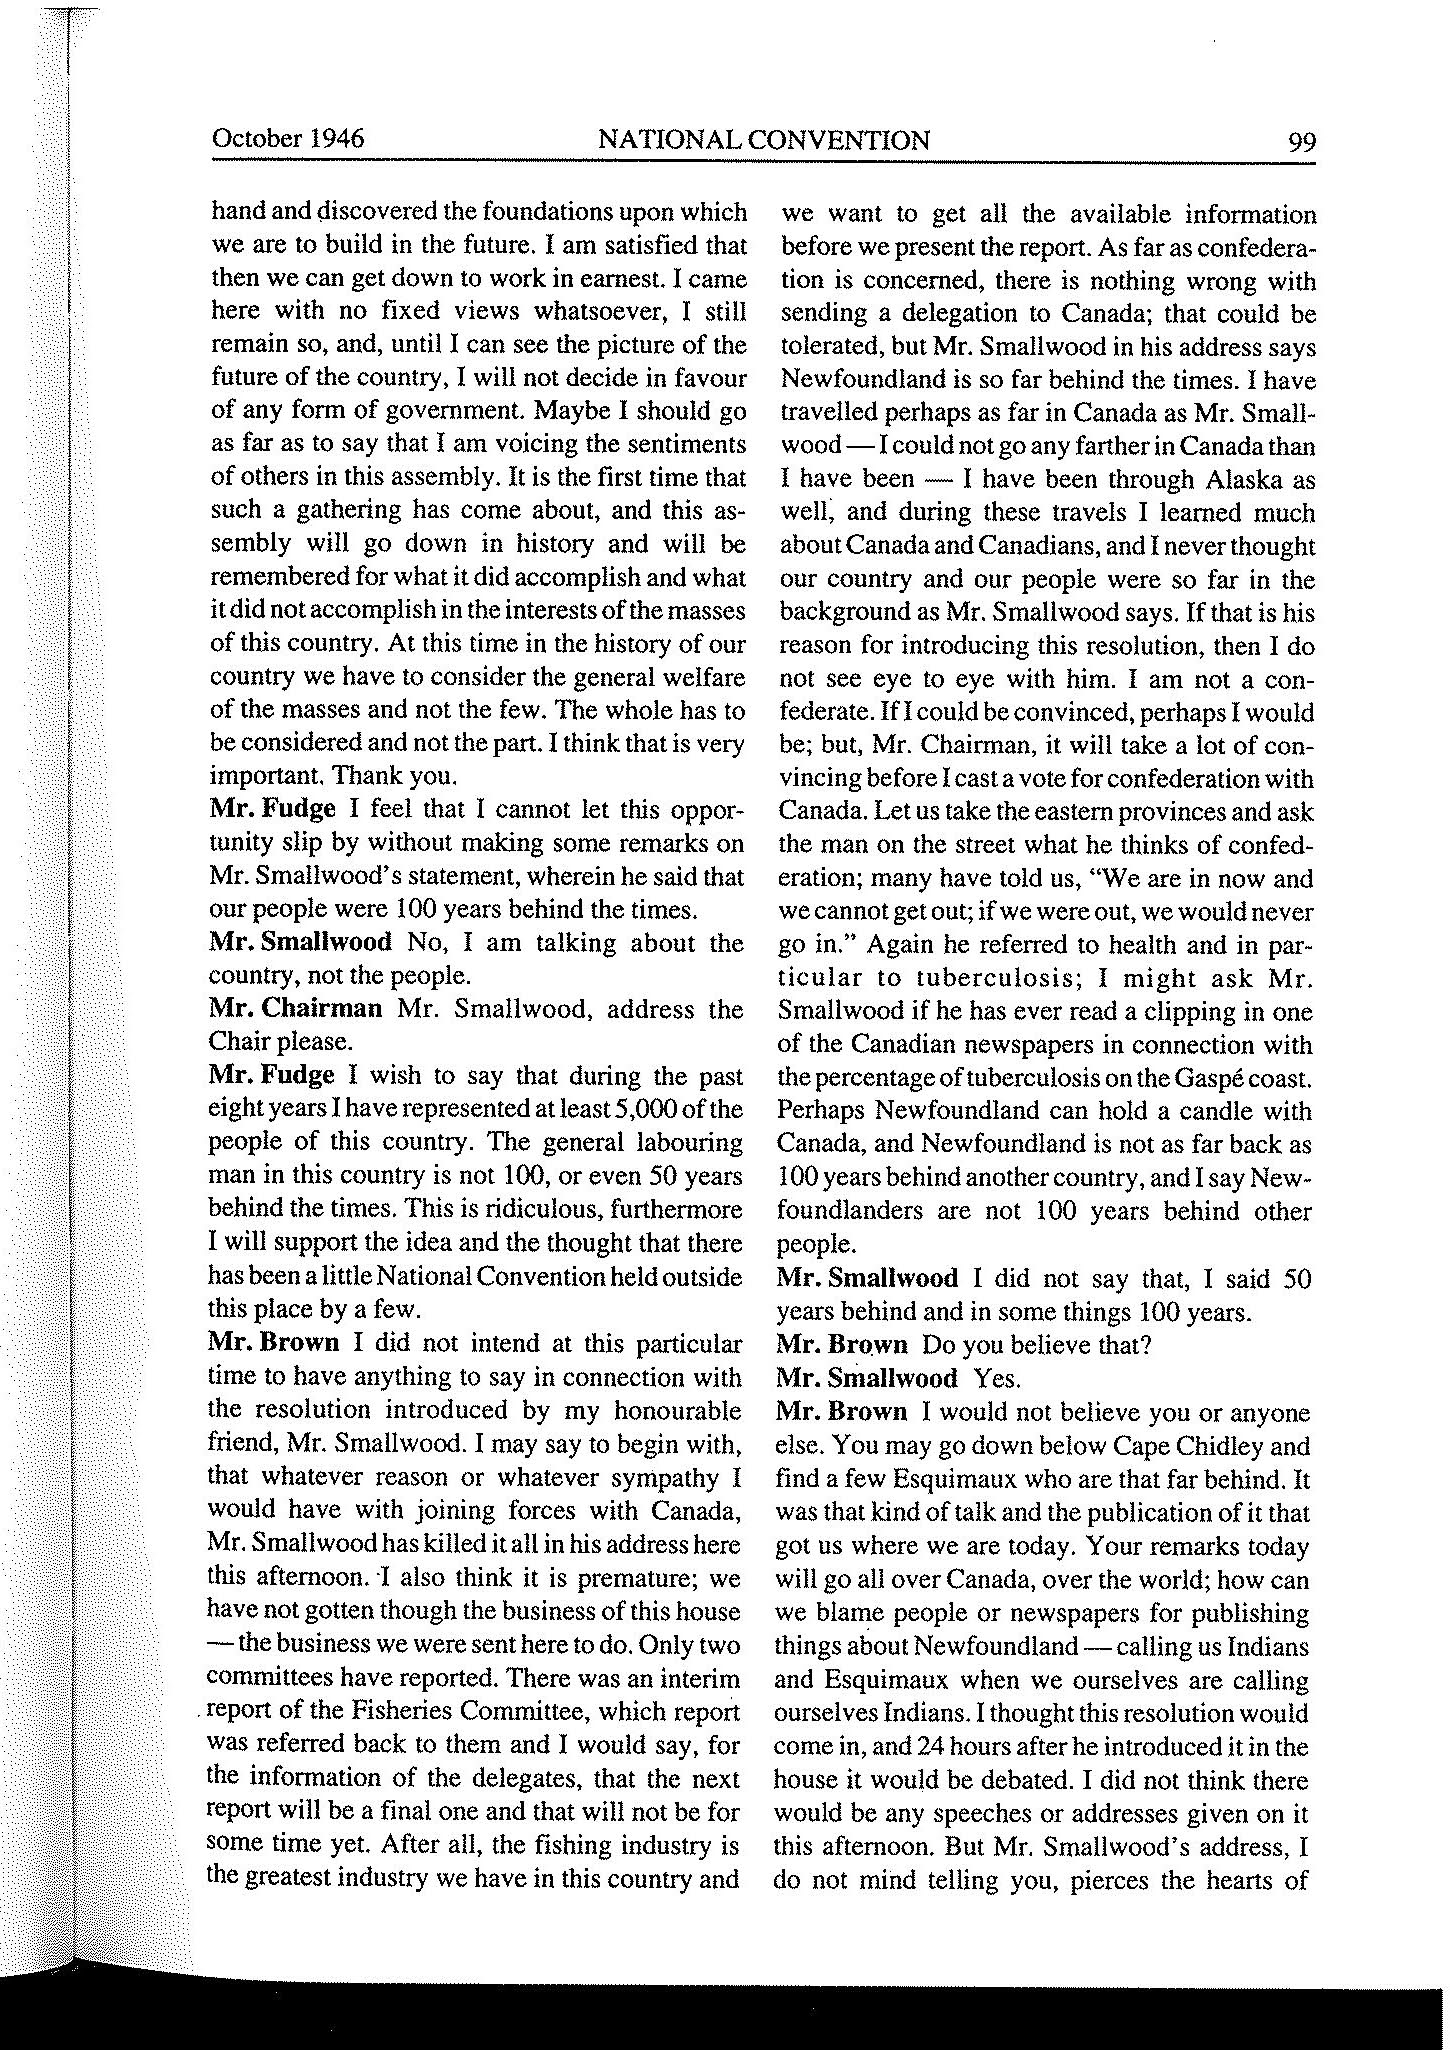 October 1946 NATIONAL CONVENTION 99
hand and discovered the foundations upon which
we are to build in the future. I am satisfied that
then we can get down to work in earnest. I came
here with no fixed views whatsoever, I still
remain so, and, until I can see the picture of the
future of the country, I will not decide in favour
of any form of government. Maybe I should go
as far as to say that I am voicing the sentiments
of others in this assembly. It is the first time that
such a gathering has come about, and this as-
sembly will go down in history and will be
remembered for what it did accomplish and what
it did not accomplish in the interests of the masses
of this country. At this time in the history of our
country we have to consider the general welfare
of the masses and not the few. The whole has to
be considered and not the part. I think that is very
important. Thank you.
Mr. Fudge I feel that I cannot let this oppor-
tunity slip by without making some remarks on
Mr. Smallwood's statement, wherein he said that
our people were 100 years behind the times.
Mr. Smallwood No, I am talking about the
country, not the people.
Mr. Chairman Mr. Smallwood, address the
Chair please.
Mr. Fudge I wish to say that during the past
eight years I have represented at least 5,000 of the
people of this country. The general labouring
man in this country is not 100, or even 50 years
behind the times. This is ridiculous, furthermore
I will support the idea and the thought that there
has been a little National Convention held outside
this place by a few.
Mr. Brown I did not intend at this particular
time to have anything to say in connection with
the resolution introduced by my honourable
friend, Mr. Smallwood. I may say to begin with,
that whatever reason or whatever sympathy I
would have with joining forces with Canada,
Mr. Smallwood has killed it all in his address here
this afternoon. I also think it is premature; we
have not gotten though the business of this house
— the business we were sent here to do. Only two
committees have reported. There was an interim
report of the Fisheries Committee, which report
was referred back to them and I would say, for
the information of the delegates, that the next
report will be a final one and that will not be for
some time yet. After all, the fishing industry is
the greatest industry we have in this country and
we want to get all the available information
before we present the report. As far as confedera-
tion is concerned, there is nothing wrong with
sending a delegation to Canada; that could be
tolerated, but Mr. Smallwood in his address says
Newfoundland is so far behind the times. I have
travelled perhaps as far in Canada as Mr. Small-
wood — I could not go any farther in Canada than
I have been — I have been through Alaska as
well, and during these travels I learned much
about Canada and Canadians, and I never thought
our country and our people were so far in the
background as Mr. Smallwood says. If that is his
reason for introducing this resolution, then I do
not see eye to eye with him. I am not a con-
federate. If I could be convinced, perhaps I would
be; but, Mr. Chairman, it will take a lot of con-
vincing before I cast a vote for confederation with
Canada. Let us take the eastern provinces and ask
the man on the street what he thinks of confed-
eration; many have told us, "We are in now and
we cannot get out; if we were out, we would never
go in." Again he referred to health and in par-
ticular to tuberculosis; I might ask Mr.
Smallwood if he has ever read a clipping in one
of the Canadian newspapers in connection with
the percentage of tuberculosis on the Gaspé coast.
Perhaps Newfoundland can hold a candle with
Canada, and Newfoundland is not as far back as
100 years behind another country, and I say New-
foundlanders are not 100 years behind other
people.
Mr. Smallwood I did not say that, I said 50
years behind and in some things 100 years.
Mr. Brown Do you believe that?
Mr. Smallwood Yes.
Mr. Brown I would not believe you or anyone
else. You may go down below Cape Chidley and
find a few Esquimaux who are that far behind. It
was that kind of talk and the publication of it that
got us where we are today. Your remarks today
will go all over Canada, over the world; how can
we blame people or newspapers for publishing
things about Newfoundland — calling us Indians
and Esquimaux when we ourselves are calling
ourselves Indians. I thought this resolution would
come in, and 24 hours after he introduced it in the
house it would be debated. I did not think there
would be any speeches or addresses given on it
this afternoon. But Mr. Smallwood's address, I
do not mind telling you, pierces the hearts of